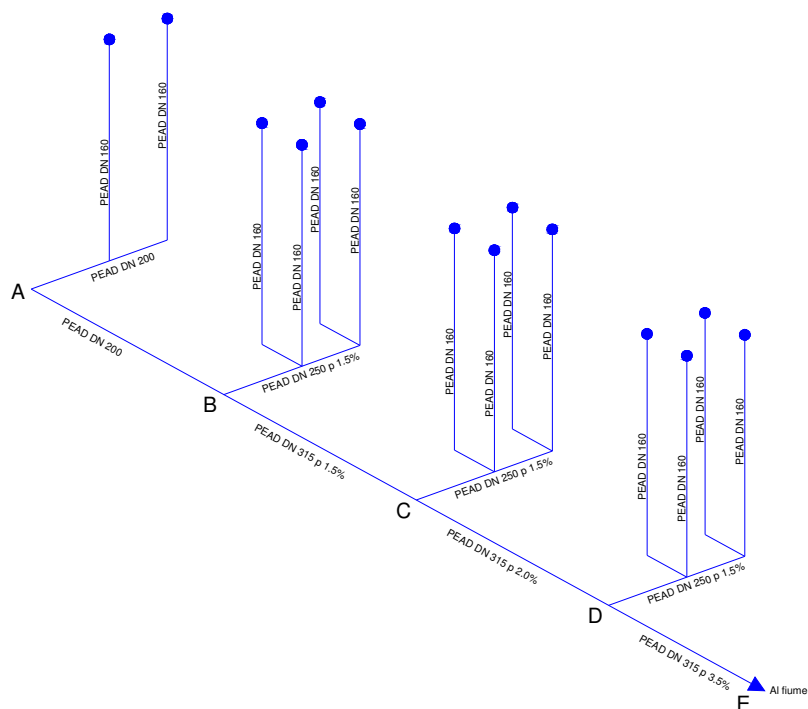 PEAD DN 160
PEAD DN 160
PEAD DN 200
A
PEAD DN 200
PEAD DN 160
PEAD DN 160
PEAD DN 160
PEAD DN 160
PEAD DN 250 p 1.5%
B
PEAD DN 315 p 1.5%
PEAD DN 160
PEAD DN 160
PEAD DN 160
PEAD DN 160
PEAD DN 250 p 1.5%
C
PEAD DN 315 p 2.0%
PEAD DN 160
PEAD DN 160
PEAD DN 160
PEAD DN 160
PEAD DN 250 p 1.5%
D
PEAD DN 315 p 3.5%
E
Al fiume